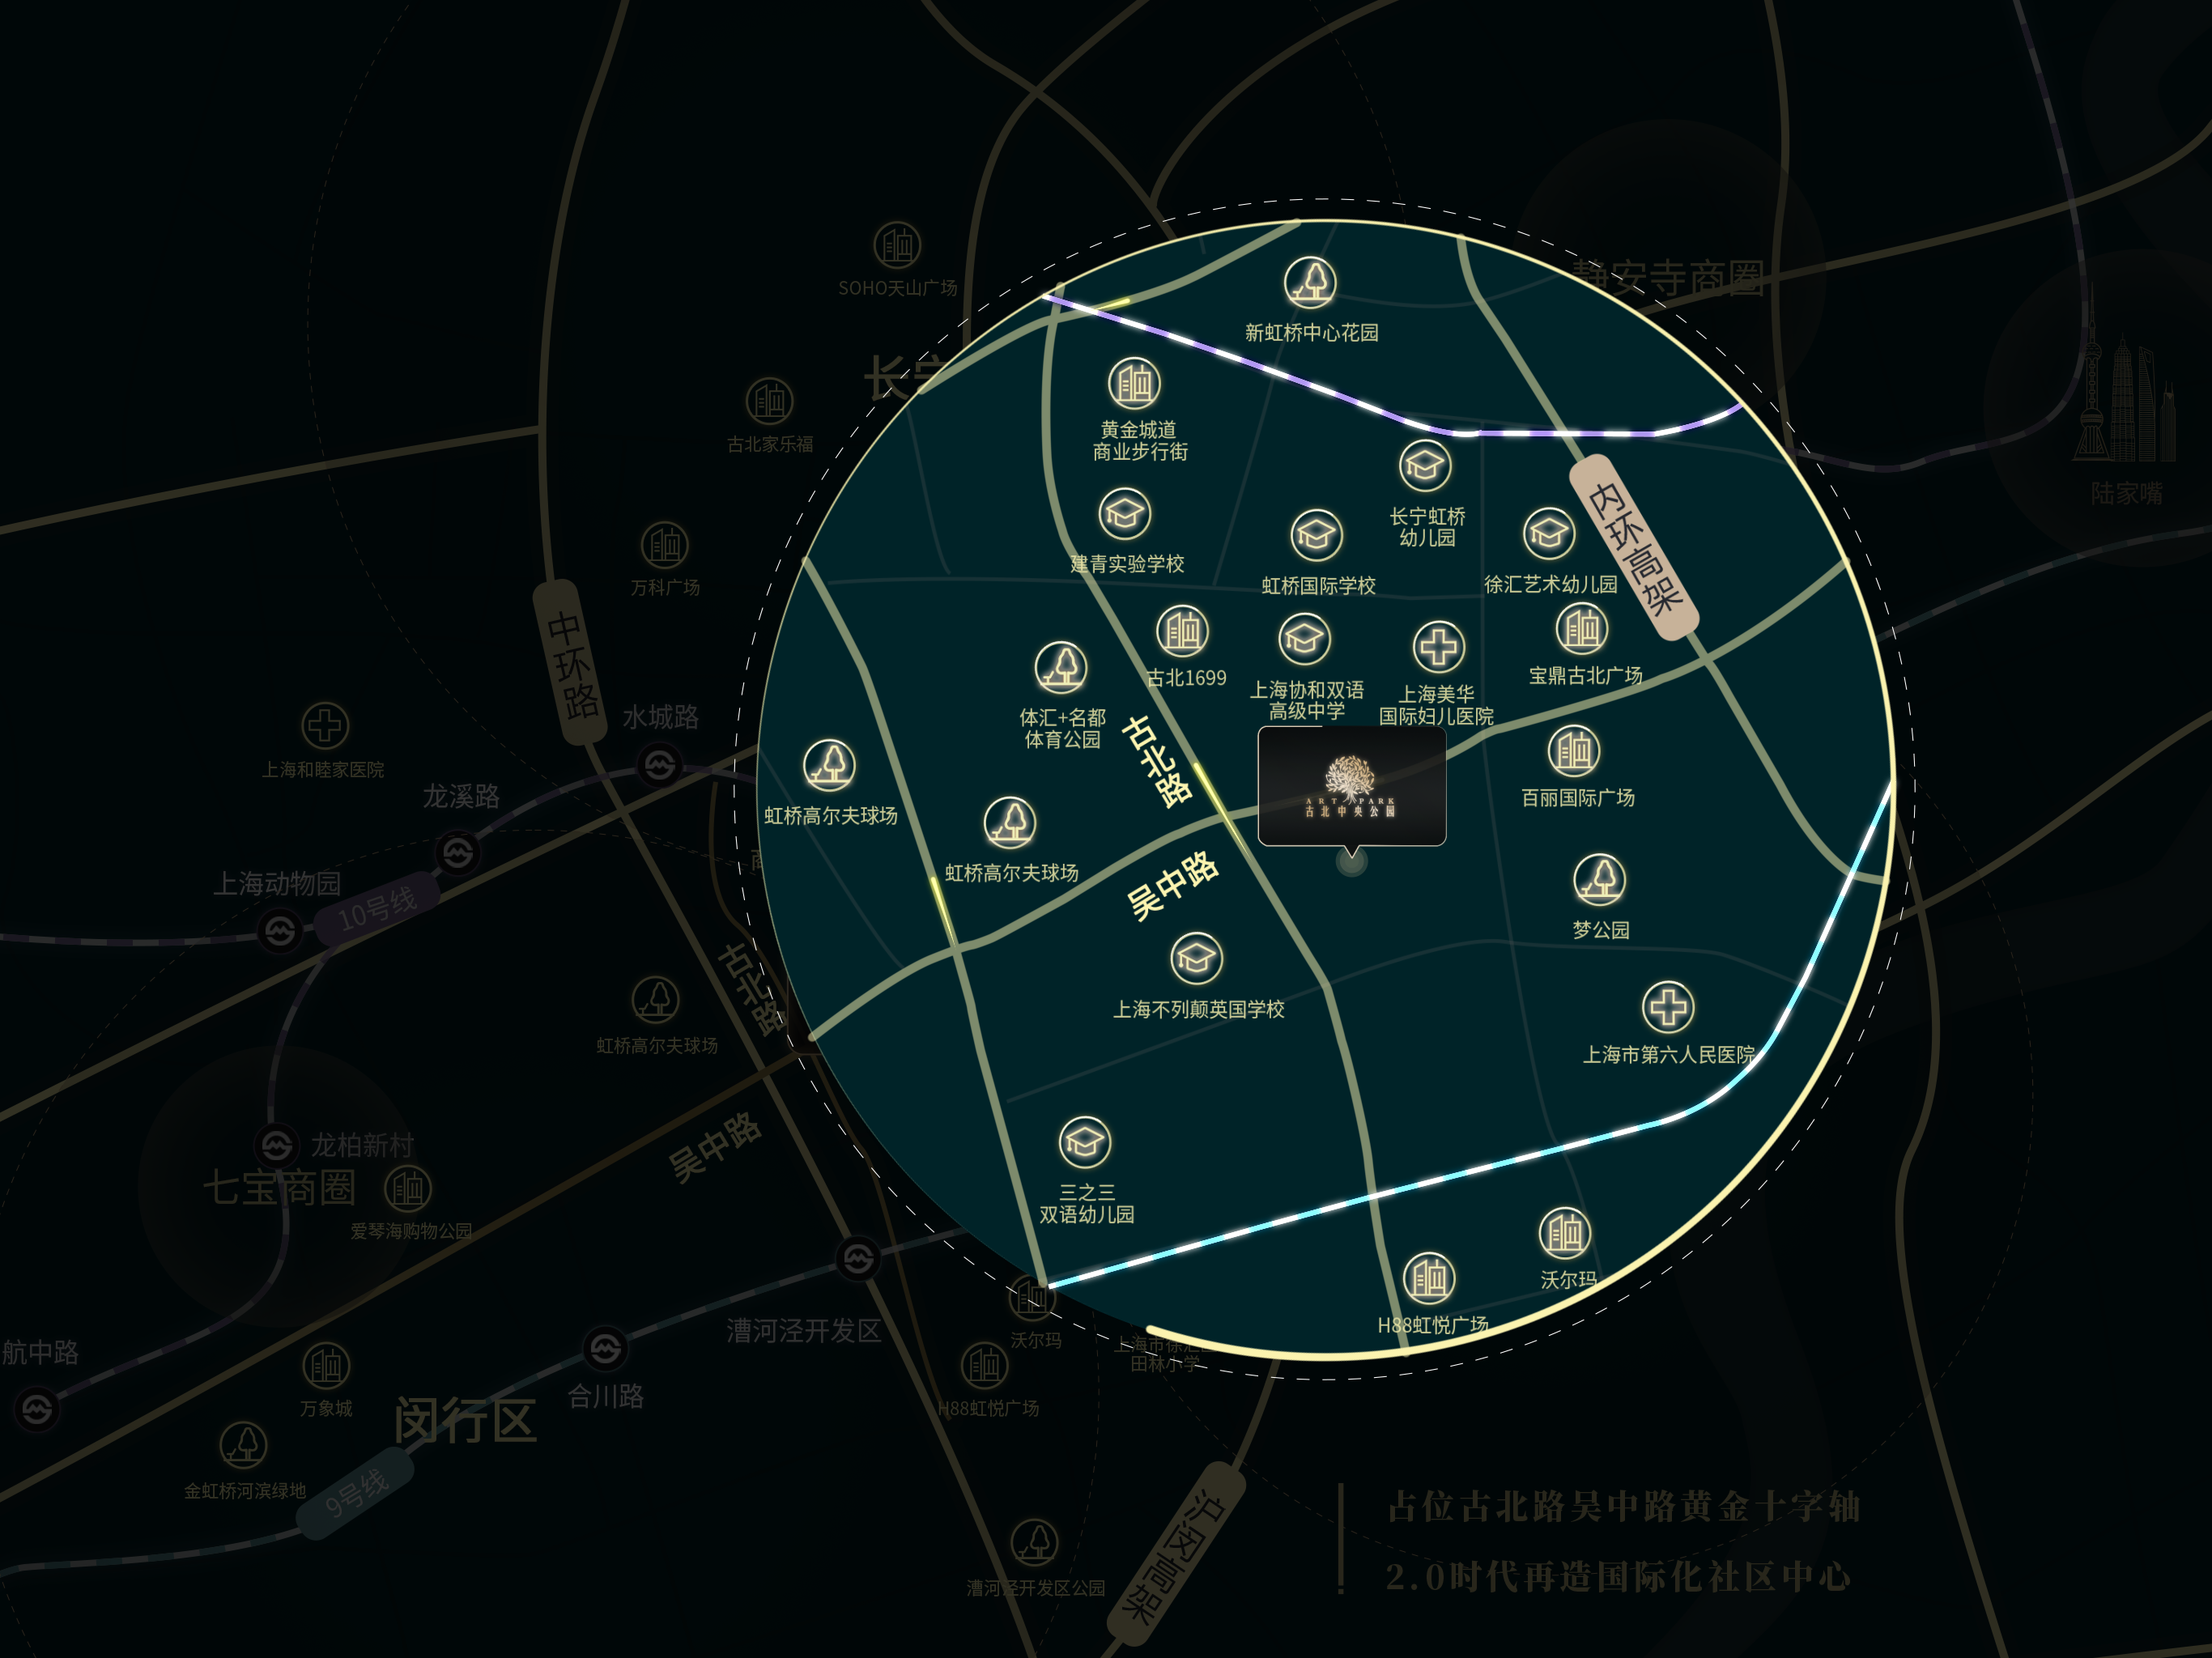 SOHO天山广场
静安寺商圈
新虹桥中心花园
长宁
黄金城道
商业步行街
古北家乐福
陆家嘴
内环高架
长宁虹桥
幼儿园
建青实验学校
虹桥国际学校
徐汇艺术幼儿园
万科广场
中环路
古北1699
上海协和双语
高级中学
上海美华
国际妇儿医院
宝鼎古北广场
体汇+名都
体育公园
水城路
上海和睦家医院
龙溪路
古北路
ART PARK
古北中央公园
百丽国际广场
虹桥高尔夫球场
虹桥高尔夫球场
上海动物园
10号线
吴中路
梦公园
古北路
上海不列颠英国学校
虹桥高尔夫球场
上海市第六人民医院
吴中路
龙柏新村
七宝商圈
爱琴海购物公园
三之三
双语幼儿园
沃尔玛
H88虹悦广场
漕河泾开发区
沃尔玛
上海市徐汇区
田林小学
航中路
合川路
万象城
H88虹悦广场
闵行区
金虹桥河滨绿地
9号线
沪闵高架
漕河泾开发区公园
占位古北路吴中路黄金十字轴
2.0时代再造国际化社区中心